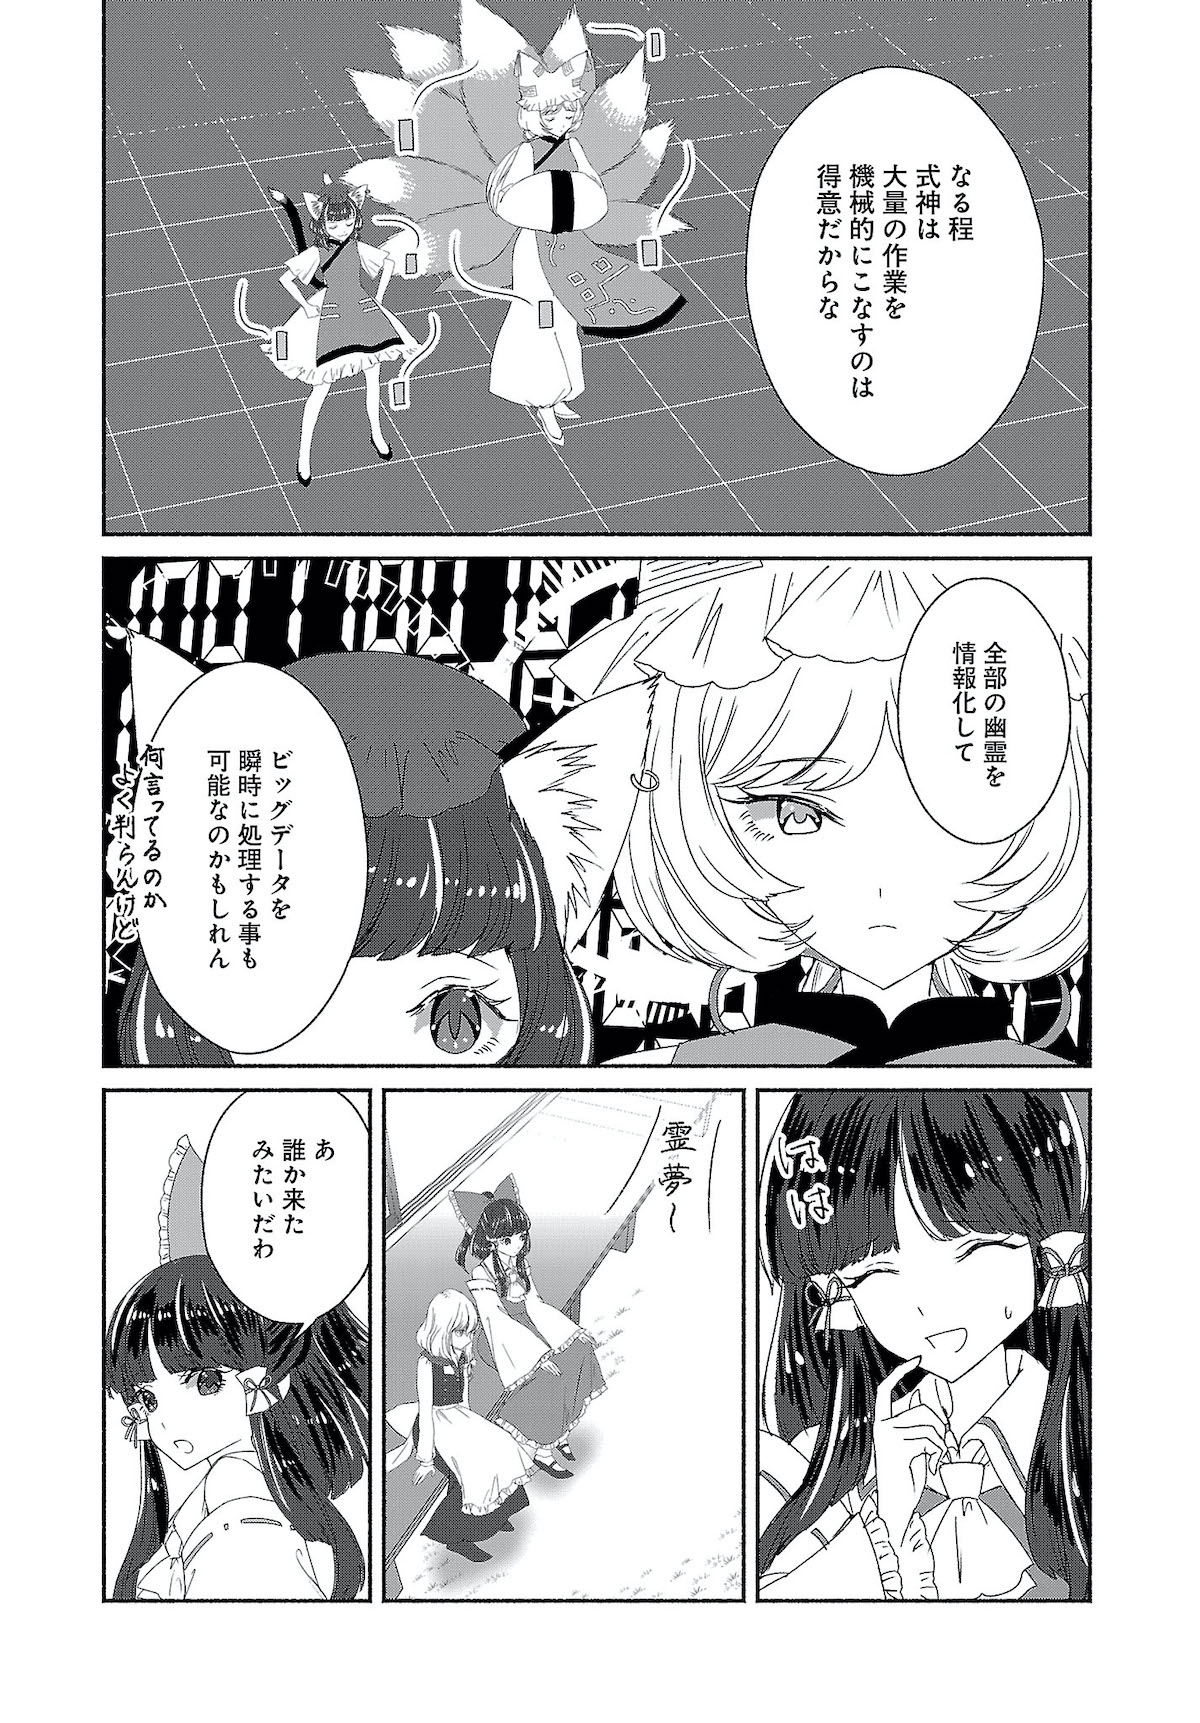 なる程
式神は
大量の作業を
機械的にこなすのは
得意だからな
全部の幽霊を
情報化して
ビッグデータを
瞬時に処理する事も
可能なのかもしれん
何言ってるのか
よく判らんけど
はは
霊夢～
あ
誰か来た
みたいだわ